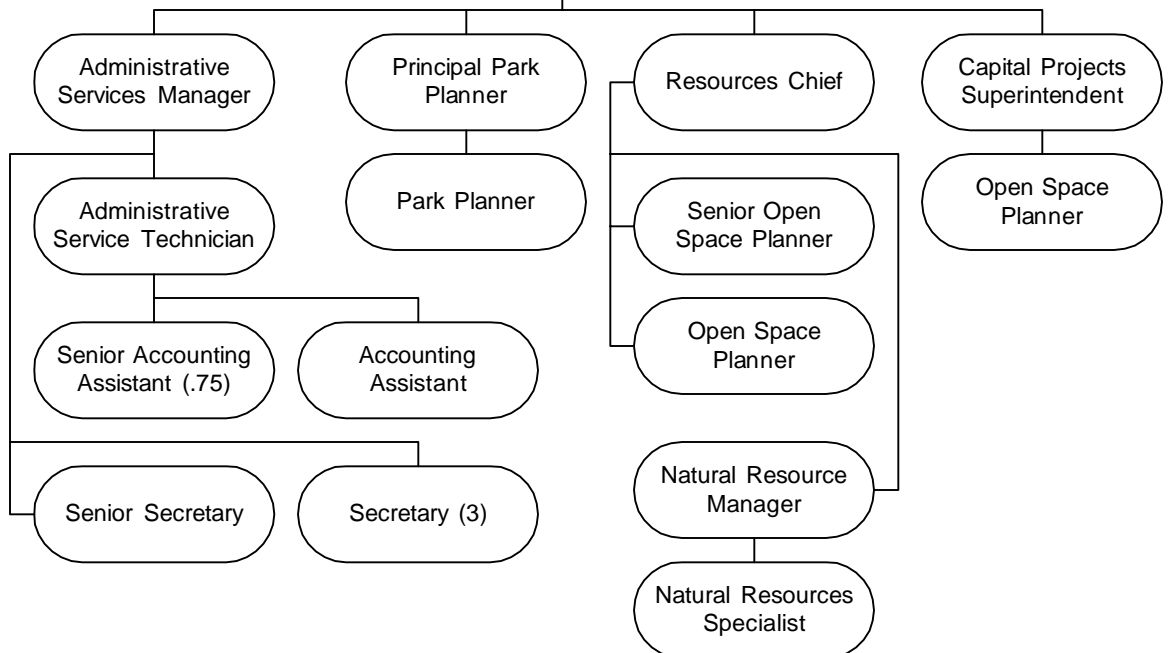 Administrative
Services Manager
Principal Park
Planner
Resources Chief
Capital Projects
Superintendent
Administrative
Service Technician
Park Planner
Senior Open
Space Planner
Open Space
Planner
Senior Accounting
Assistant (.75)
Accounting
Assistant
Open Space
Planner
Senior Secretary
Secretary (3)
Natural Resource
Manager
Natural Resources
Specialist